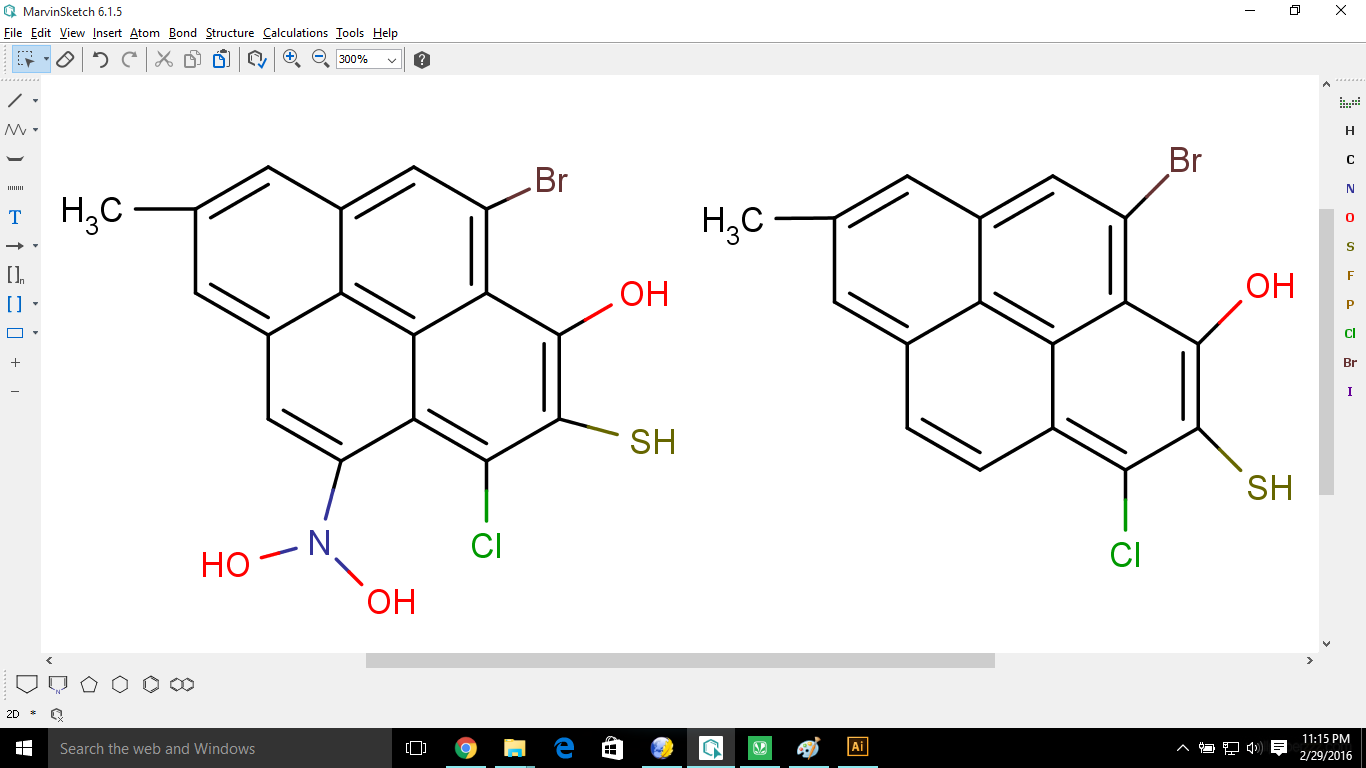 MarvinSketch 6.1.5
File Edit View Insert Atom Bond Structure Calculations Tools Help
300%
?
T
[ ]n
[ ]
H
C
N
O
S
F
P
Cl
Br
I
H3C
Br
OH
SH
Cl
N
HO
OH
H3C
Br
OH
SH
Cl
N
2D *
Search the web and Windows
Ai
11:15 PM
2/29/2016